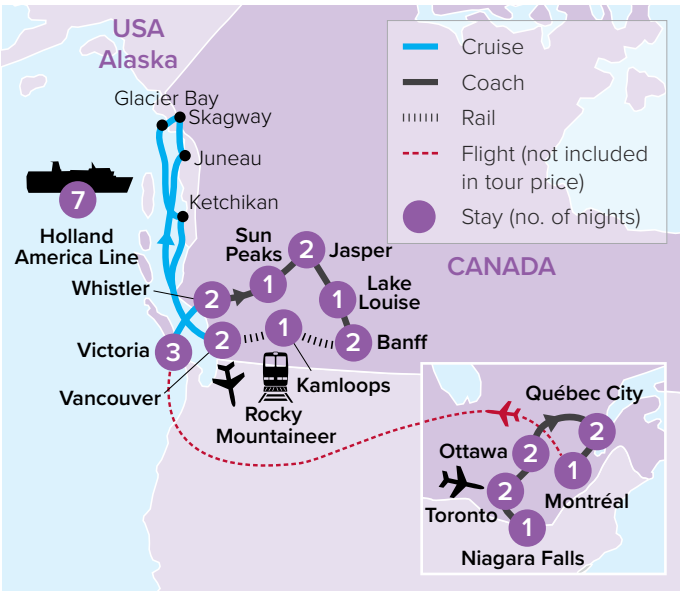 USA
Alaska
Glacier Bay
Skagway
Juneau
Ketchikan
7
Holland
America Line
Cruise
Coach
Rail
Flight (not included
in tour price)
Stay (no. of nights)
CANADA
Sun
Peaks
2
Jasper
1
Lake
Louise
1
Whistler
2
Victoria
3
2
1
2
Banff
Vancouver
Kamloops
Rocky
Mountaineer
Québec City
2
Ottawa
2
1
Montréal
2
Toronto
1
Niagara Falls